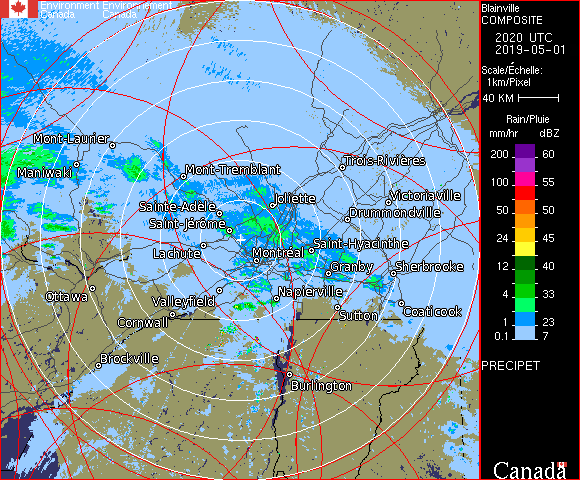 Environment Environnement
Canada Canada
Blainville
COMPOSITE
2020 UTC
2019-05-01
Scale/Échelle:
1km/Pixel
40 KM
Rain/Pluie
mm/hr dBZ
200 60
100 55
50 50
24 45
12 40
4 33
1 23
0.1 7
PRECIPET
Canada
Mont-Laurier
Maniwaki
Mont-Tremblant
Trois-Rivières
Sainte-Adèle
Joliette
Victoriaville
Drummondville
Saint-Jérôme
Lachute
Montréal
Saint-Hyacinthe
Granby
Sherbrooke
Ottawa
Valleyfield
Napierville
Cornwall
Sutton
Coaticook
Brockville
Burlington